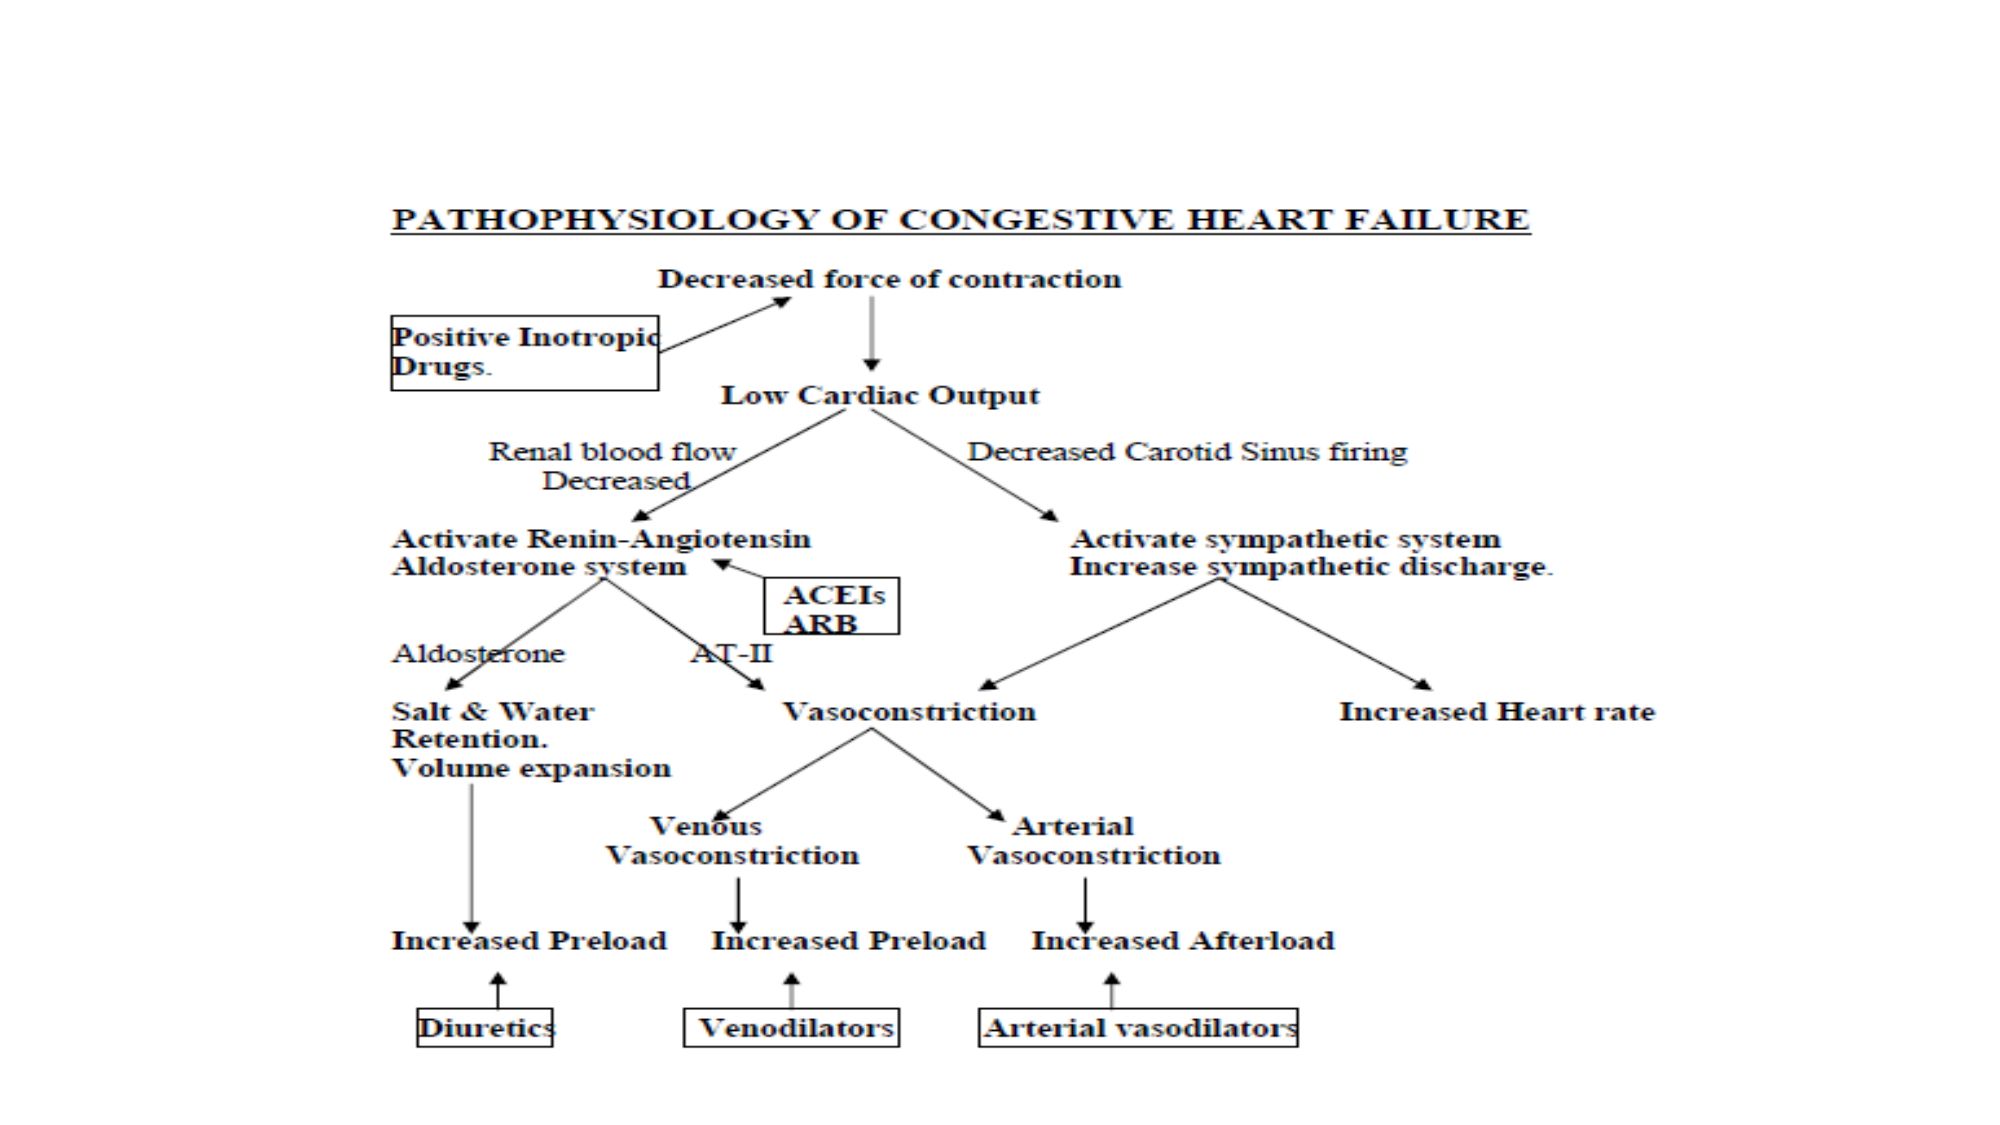 PATHOPHYSIOLOGY OF CONGESTIVE HEART FAILURE
Decreased force of contraction
Positive Inotropic
Drugs.
Low Cardiac Output
Renal blood flow
Decreased
Decreased Carotid Sinus firing
Activate Renin-Angiotensin
Aldosterone system
Activate sympathetic system
Increase sympathetic discharge.
ACEIs
ARB
Aldosterone
AT-II
Salt & Water
Retention.
Volume expansion
Vasoconstriction
Increased Heart rate
Venous
Vasoconstriction
Arterial
Vasoconstriction
Increased Preload
Increased Preload
Increased Afterload
Diuretics
Venodilators
Arterial vasodilators